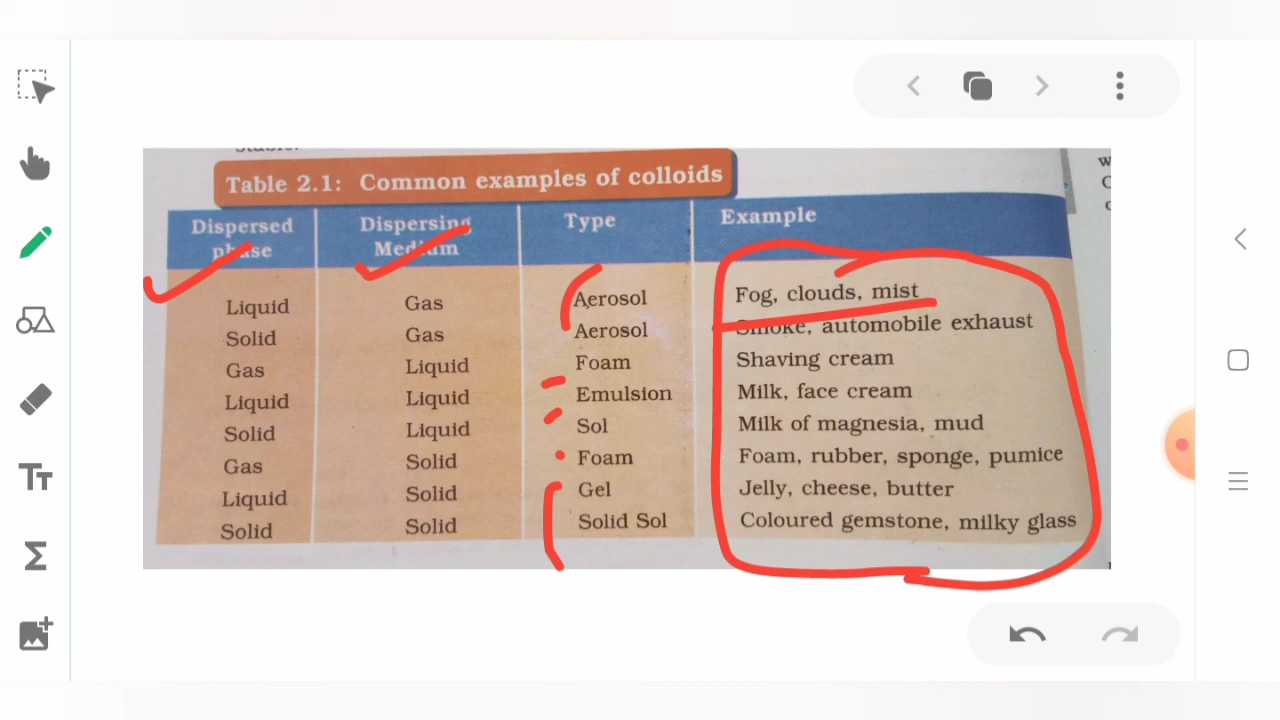 stable.
Table 2.1: Common examples of colloids
Dispersed phase Dispersing Medium Type Example
Liquid Gas Aerosol Fog, clouds, mist
Solid Gas Aerosol Smoke, automobile exhaust
Gas Liquid Foam Shaving cream
Liquid Liquid Emulsion Milk, face cream
Solid Liquid Sol Milk of magnesia, mud
Gas Solid Foam Foam, rubber, sponge, pumice
Liquid Solid Gel Jelly, cheese, butter
Solid Solid Solid Sol Coloured gemstone, milky glass